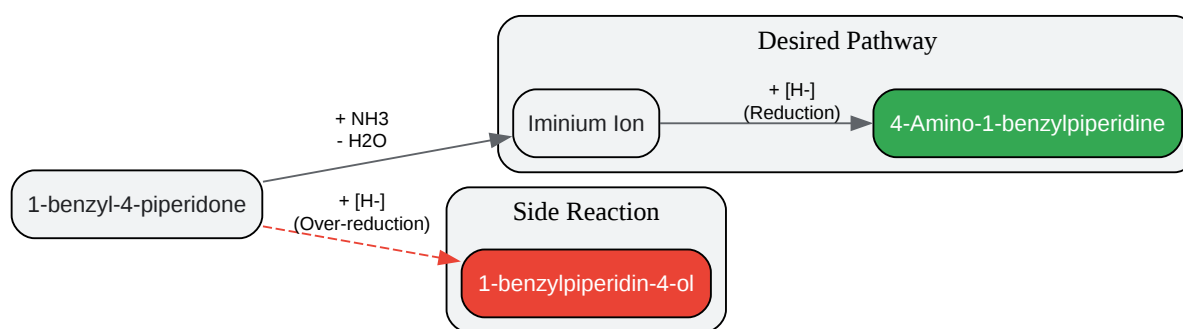 Desired Pathway
+ NH3
- H2O
Iminium Ion
+ [H-]
(Reduction)
4-Amino-1-benzylpiperidine
1-benzyl-4-piperidone
+ [H-]
(Over-reduction)
Side Reaction
1-benzylpiperidin-4-ol